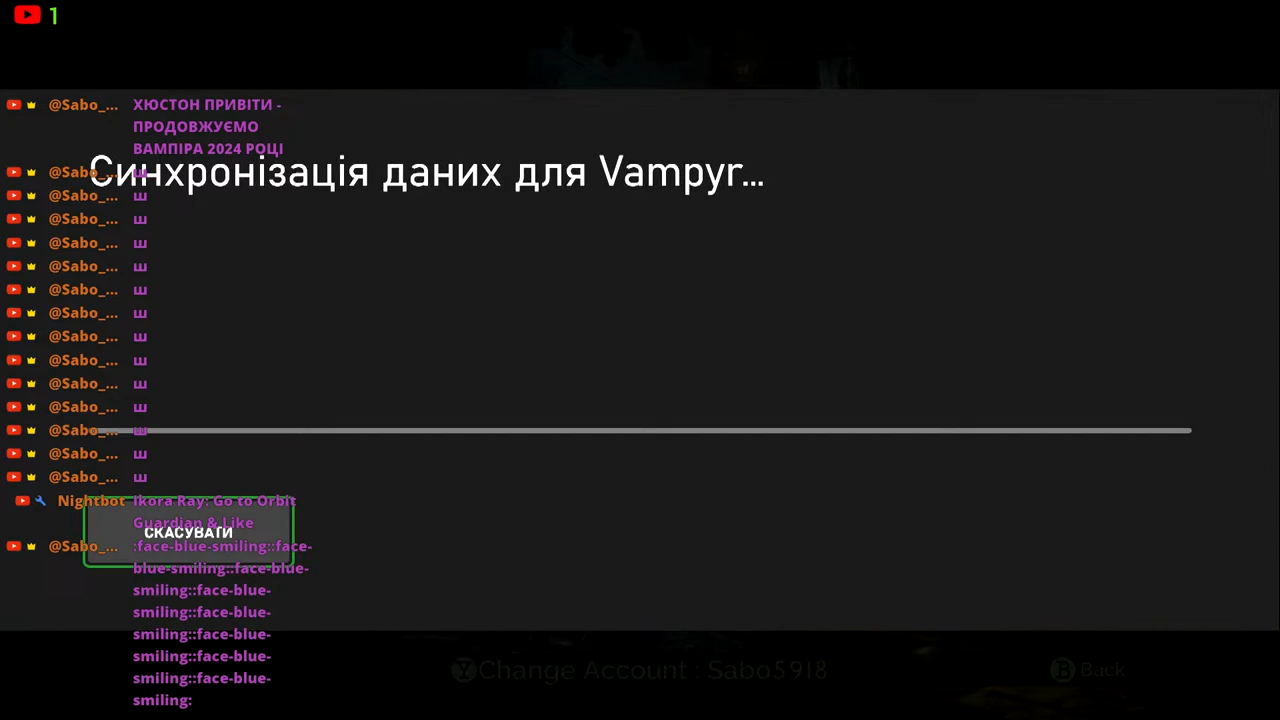 1
@Sabo_... ХЮСТОН ПРИВІТИ -
ПРОДОВЖУЄМО
ВАМПІРА 2024 РОЦІ
Синхронізація даних для Vampyr...
@Sabo_... ш
@Sabo_... ш
@Sabo_... ш
@Sabo_... ш
@Sabo_... ш
@Sabo_... ш
@Sabo_... ш
@Sabo_... ш
@Sabo_... ш
@Sabo_... ш
@Sabo_... ш
@Sabo_... ш
@Sabo_... ш
@Sabo_... ш
Nightbot Ikora Ray: Go to Orbit
Guardian & Like
СКАСУВАТИ
@Sabo_... :face-blue-smiling::face-
blue-smiling::face-blue-
smiling::face-blue-
smiling::face-blue-
smiling::face-blue-
smiling::face-blue-
smiling::face-blue-
smiling:
Y Change Account : Sabo5918
B Back